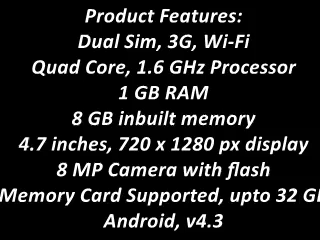 Product Features:
Dual Sim, 3G, Wi-Fi
Quad Core, 1.6 GHz Processor
1 GB RAM
8 GB inbuilt memory
4.7 inches, 720 x 1280 px display
8 MP Camera with flash
Memory Card Supported, upto 32 G
Android, v4.3